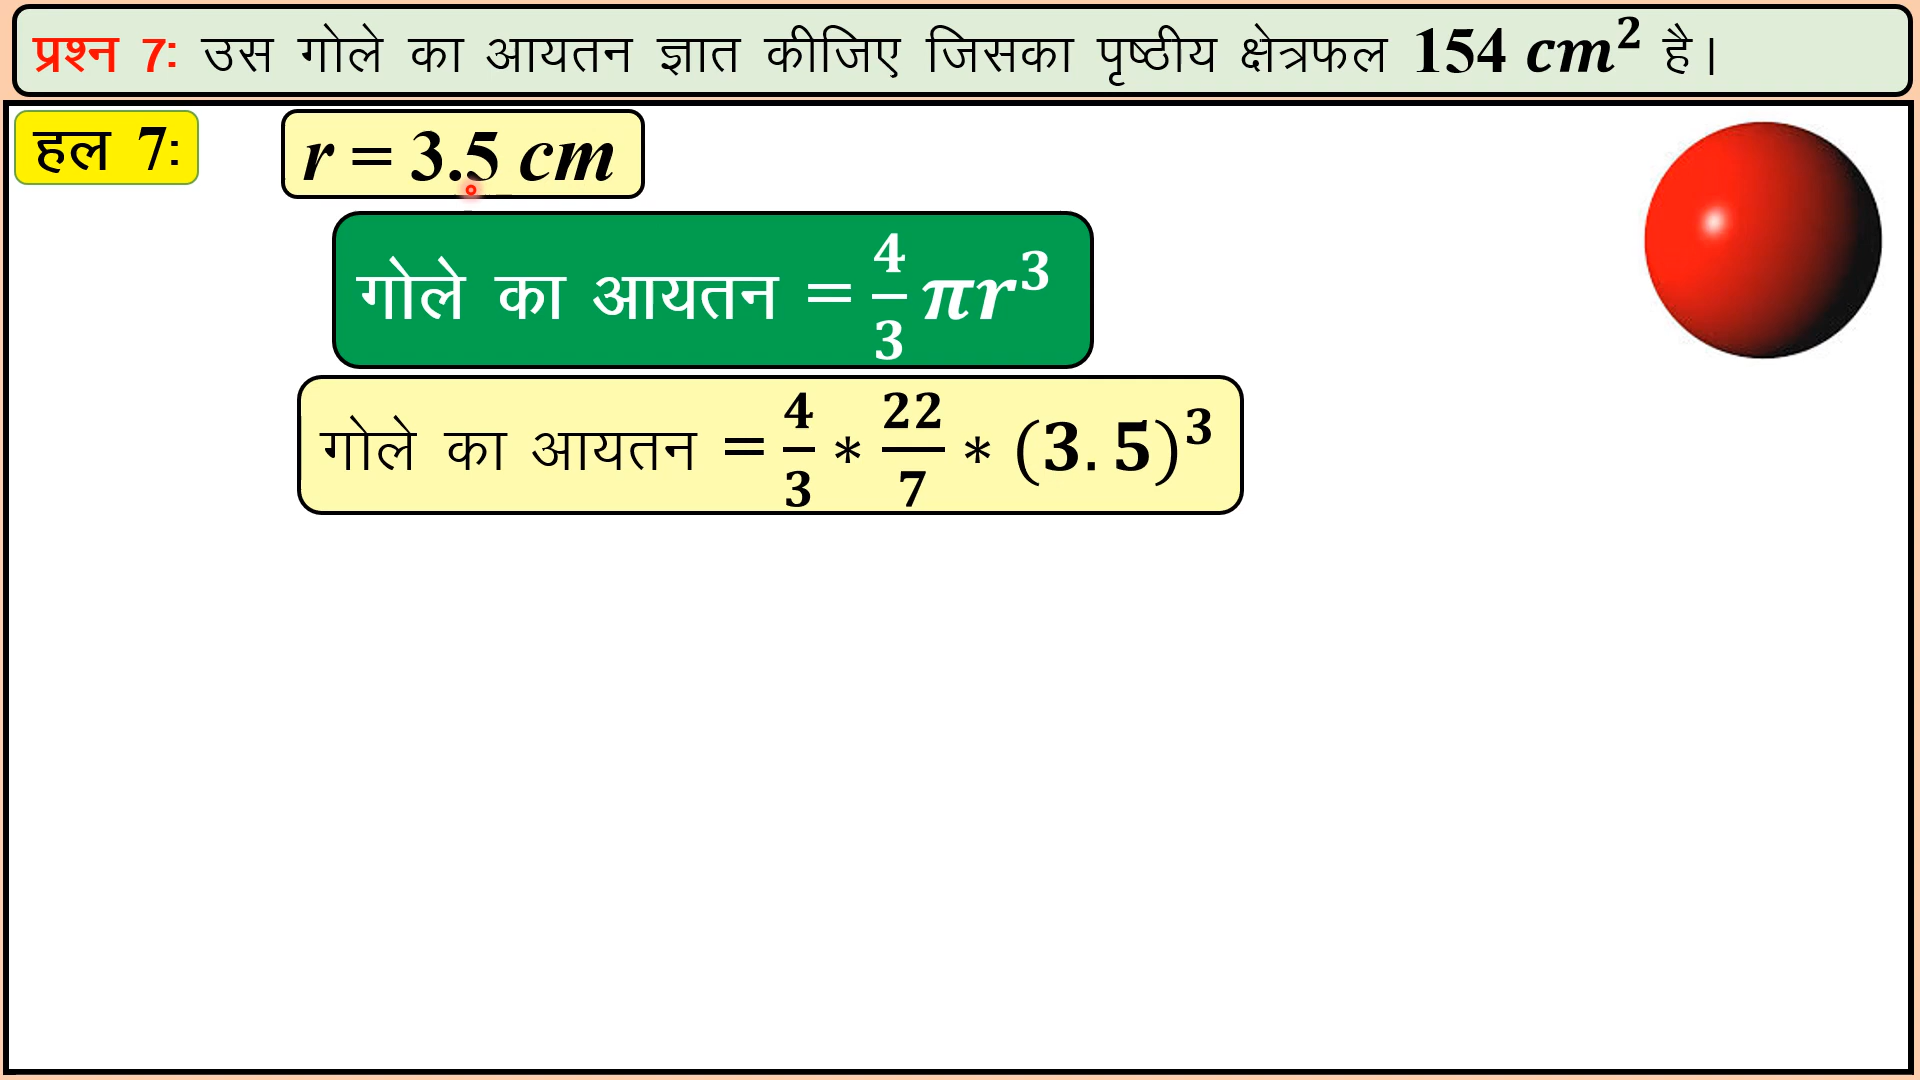 प्रश्न 7: उस गोले का आयतन ज्ञात कीजिए जिसका पृष्ठीय क्षेत्रफल 154 cm² है।
हल 7:
r = 3.5 cm
गोले का आयतन = 4/3 πr³
गोले का आयतन = 4/3 * 22/7 * (3.5)³